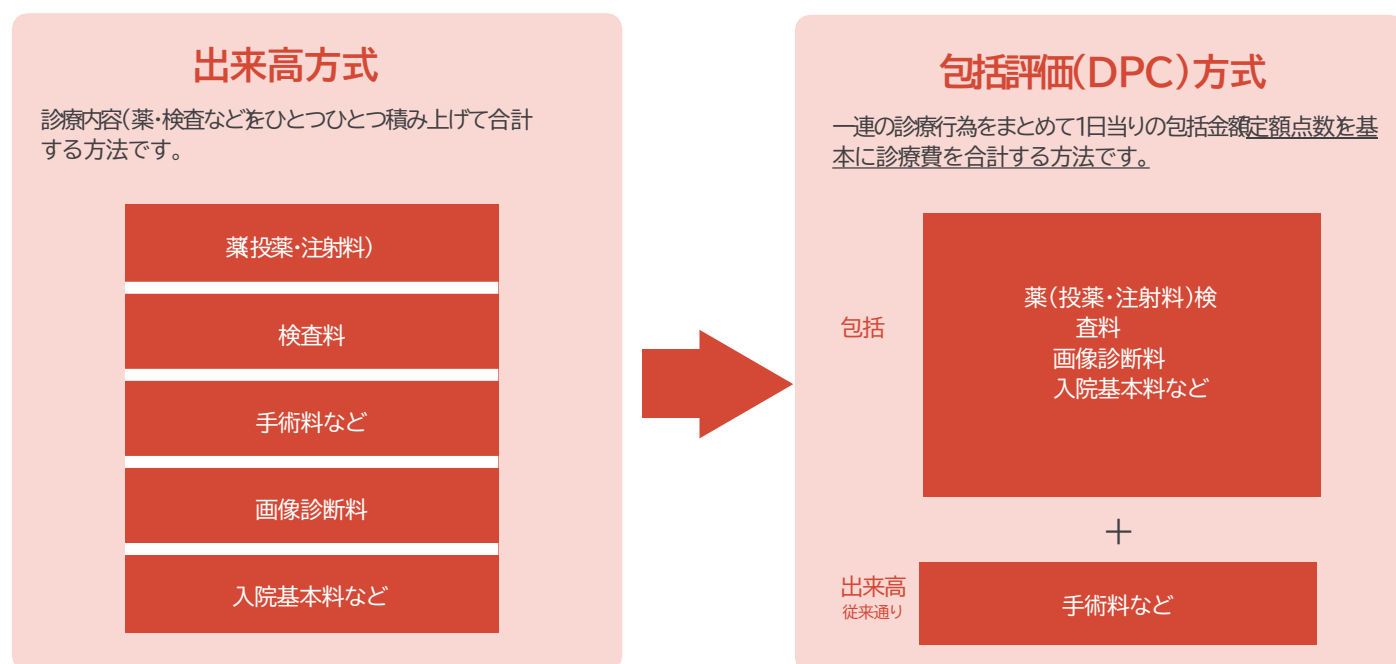 出来高方式
診療内容(薬・検査など)をひとつひとつ積み上げて合計
する方法です。
薬(投薬・注射料)
検査料
手術料など
画像診断料
入院基本料など
包括評価(DPC)方式
一連の診療行為をまとめて1日当りの包括金額(定額点数)を基
本に診療費を合計する方法です。
包括
薬(投薬・注射料)検
査料
画像診断料
入院基本料など
+
出来高
従来通り
手術料など